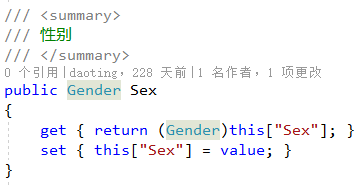 /// <summary>
/// 性别
/// </summary>
0 个引用|daoting，228 天前|1 名作者，1 项更改
public Gender Sex
{
    get { return (Gender)this["Sex"]; }
    set { this["Sex"] = value; }
}